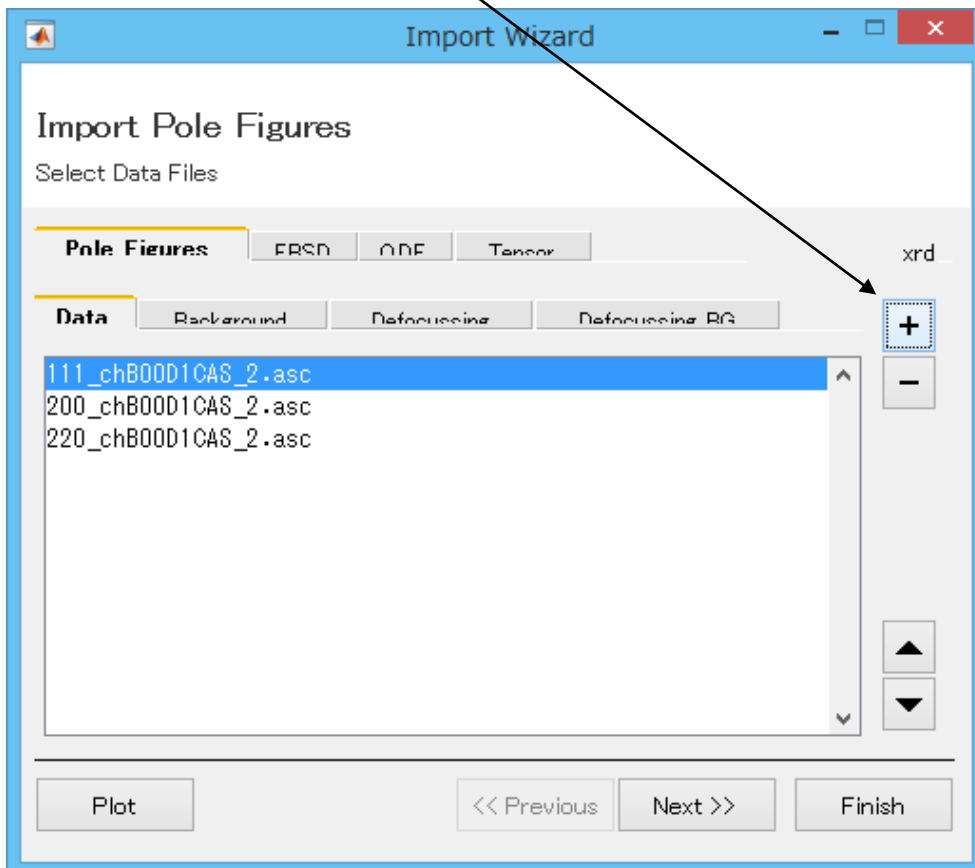 Import Wizard
Import Pole Figures
Select Data Files
Pole Figures EBSD ODF Tensor xrd
Data Background Defocussing Defocussing BG
+
111_chB00D1CAS_2.asc
200_chB00D1CAS_2.asc
220_chB00D1CAS_2.asc
−
Plot << Previous Next >> Finish